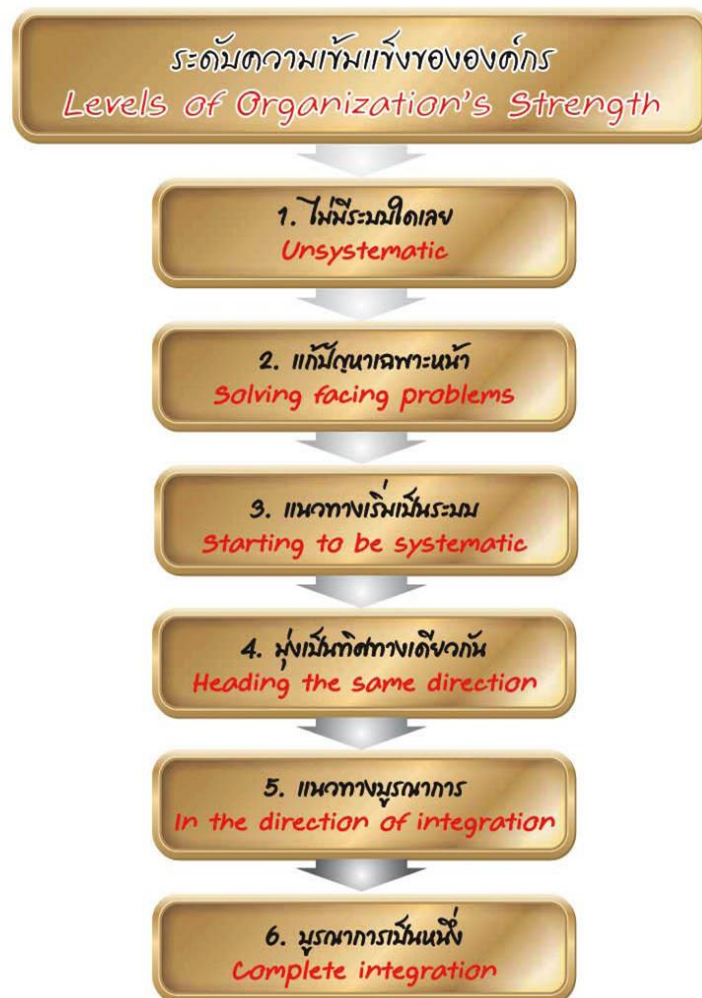 ระดับความเข้มแข็งขององค์กร
Levels of Organization's Strength
1. ไม่มีระบบใดเลย
Unsystematic
2. แก้ปัญหาเฉพาะหน้า
Solving facing problems
3. แนวทางเริ่มเป็นระบบ
Starting to be systematic
4. มุ่งเป็นทิศทางเดียวกัน
Heading the same direction
5. แนวทางบูรณาการ
In the direction of integration
6. บูรณาการเป็นหนึ่ง
Complete integration